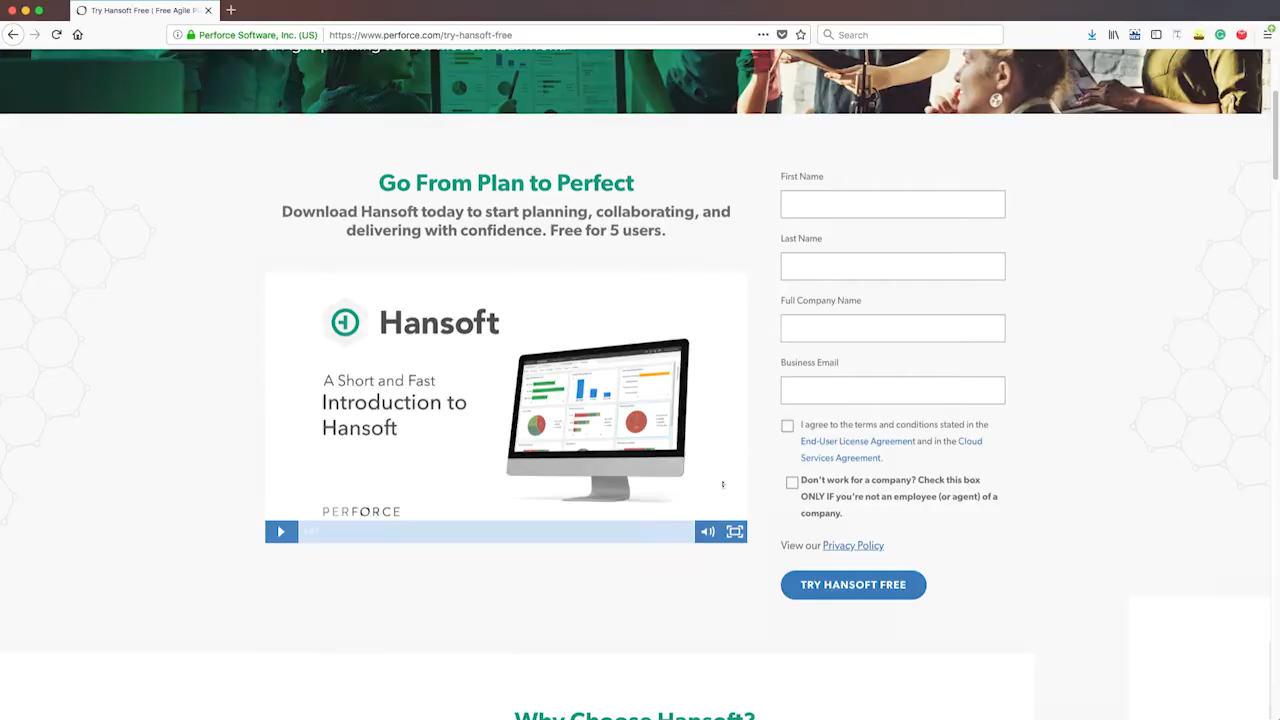 Try Hansoft Free | Free Agile Pl
Perforce Software, Inc. (US)
https://www.perforce.com/try-hansoft-free
Search
Go From Plan to Perfect
Download Hansoft today to start planning, collaborating, and
delivering with confidence. Free for 5 users.
Hansoft
A Short and Fast
Introduction to
Hansoft
PERFORCE
First Name
Last Name
Full Company Name
Business Email
I agree to the terms and conditions stated in the
End-User License Agreement and in the Cloud
Services Agreement.
Don't work for a company? Check this box
ONLY IF you're not an employee (or agent) of a
company.
View our Privacy Policy
TRY HANSOFT FREE
Why Choose Hansoft?